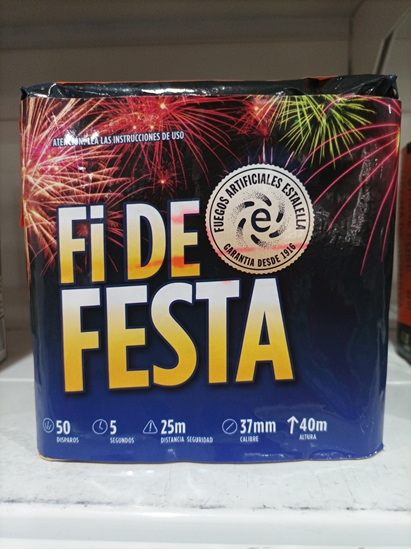 ATENCIÓN: LEA LAS INSTRUCCIONES DE USO
Fi DE
FESTA
FUEGOS ARTIFICIALES ESTALELLA
e
GARANTIA DESDE 1916
50
DISPAROS
5
SEGUNDOS
25m
DISTANCIA SEGURIDAD
37mm
CALIBRE
40m
ALTURA